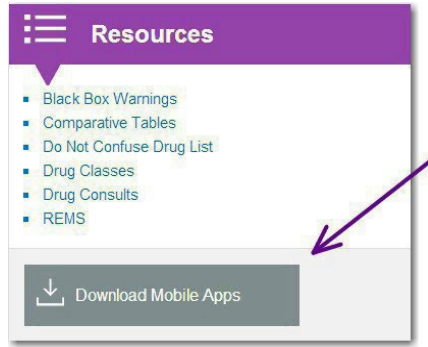 Resources
Black Box Warnings
Comparative Tables
Do Not Confuse Drug List
Drug Classes
Drug Consults
REMS
Download Mobile Apps